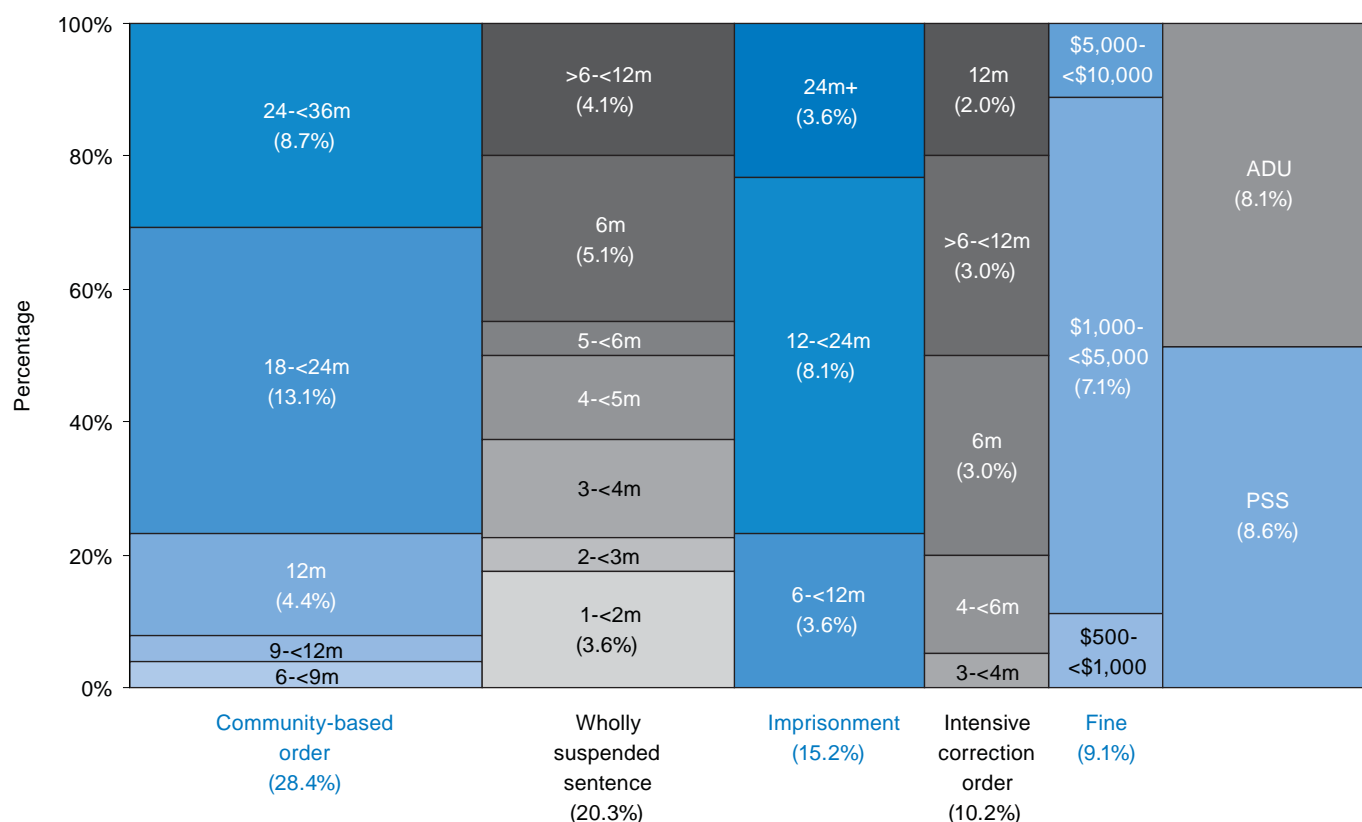 Percentage
100%
80%
60%
40%
20%
0%
24-<36m
(8.7%)
18-<24m
(13.1%)
12m
(4.4%)
9-<12m
6-<9m
>6-<12m
(4.1%)
6m
(5.1%)
5-<6m
4-<5m
3-<4m
2-<3m
1-<2m
(3.6%)
24m+
(3.6%)
12-<24m
(8.1%)
6-<12m
(3.6%)
12m
(2.0%)
>6-<12m
(3.0%)
6m
(3.0%)
4-<6m
3-<4m
$5,000-
<$10,000
$1,000-
<$5,000
(7.1%)
$500-
<$1,000
ADU
(8.1%)
PSS
(8.6%)
Community-based
order
(28.4%)
Wholly
suspended
sentence
(20.3%)
Imprisonment
(15.2%)
Intensive
correction
order
(10.2%)
Fine
(9.1%)